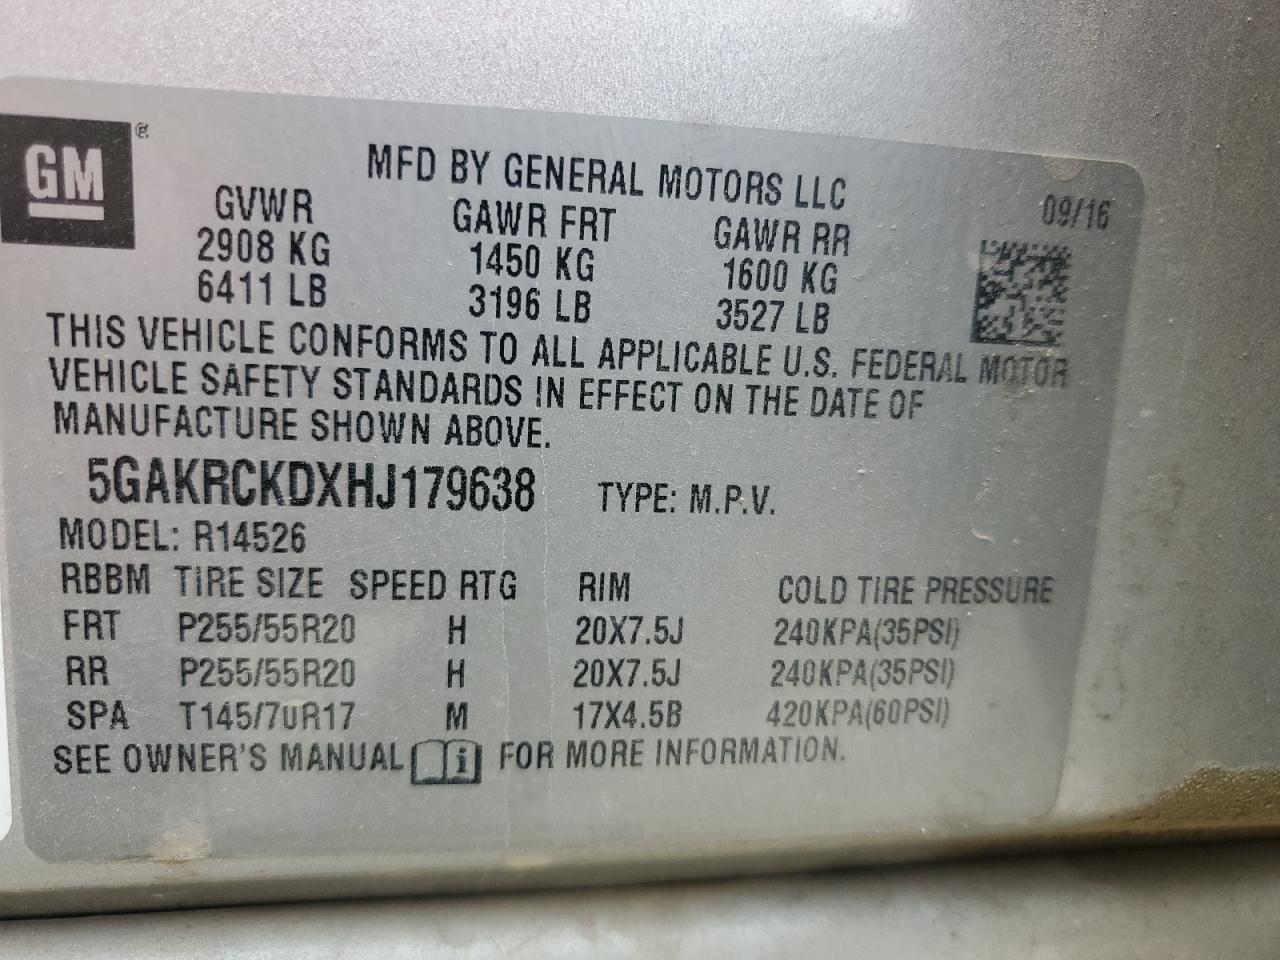 GM ®
MFD BY GENERAL MOTORS LLC
09/16
GVWR GAWR FRT GAWR RR
2908 KG 1450 KG 1600 KG
6411 LB 3196 LB 3527 LB
THIS VEHICLE CONFORMS TO ALL APPLICABLE U.S. FEDERAL MOTOR
VEHICLE SAFETY STANDARDS IN EFFECT ON THE DATE OF
MANUFACTURE SHOWN ABOVE.
5GAKRCKDXHJ179638 TYPE: M.P.V.
MODEL: R14526
RBBM TIRE SIZE SPEED RTG RIM COLD TIRE PRESSURE
FRT P255/55R20 H 20X7.5J 240KPA(35PSI)
RR P255/55R20 H 20X7.5J 240KPA(35PSI)
SPA T145/70R17 M 17X4.5B 420KPA(60PSI)
SEE OWNER'S MANUAL i FOR MORE INFORMATION.